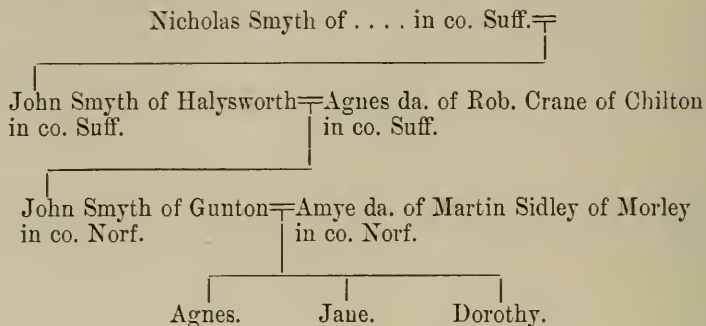 Nicholas Smyth of . . . . in co. Suff.
John Smyth of Halysworth=Agnes da. of Rob. Crane of Chilton
in co. Suff. in co. Suff.
John Smyth of Gunton=Amye da. of Martin Sidley of Morley
in co. Norf. in co. Norf.
Agnes. Jane. Dorothy.